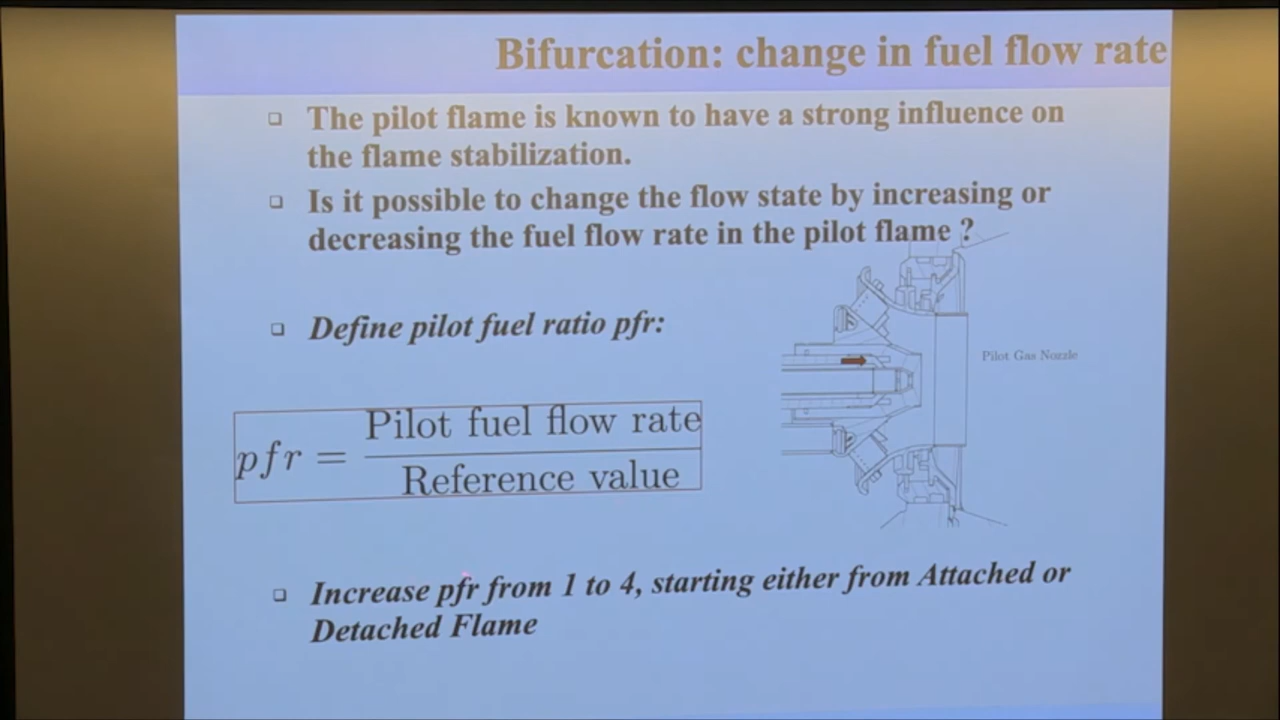 Bifurcation: change in fuel flow rate
The pilot flame is known to have a strong influence on
the flame stabilization.
Is it possible to change the flow state by increasing or
decreasing the fuel flow rate in the pilot flame ?
Define pilot fuel ratio pfr:
Pilot Gas Nozzle
pfr = Pilot fuel flow rate
Reference value
Increase pfr from 1 to 4, starting either from Attached or
Detached Flame